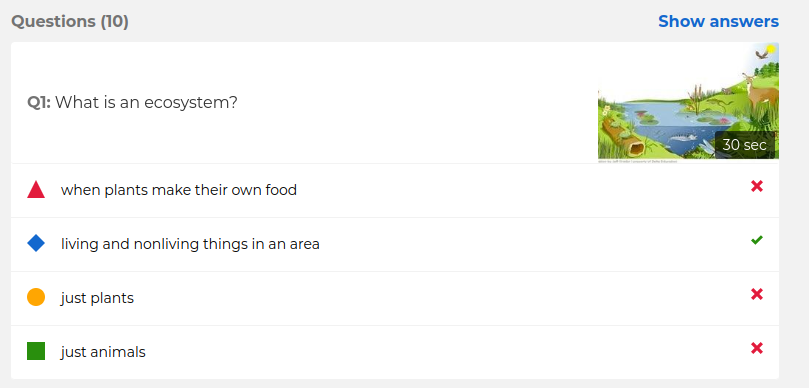 Questions (10)
Show answers
Q1: What is an ecosystem?
30 sec
when plants make their own food
living and nonliving things in an area
just plants
just animals